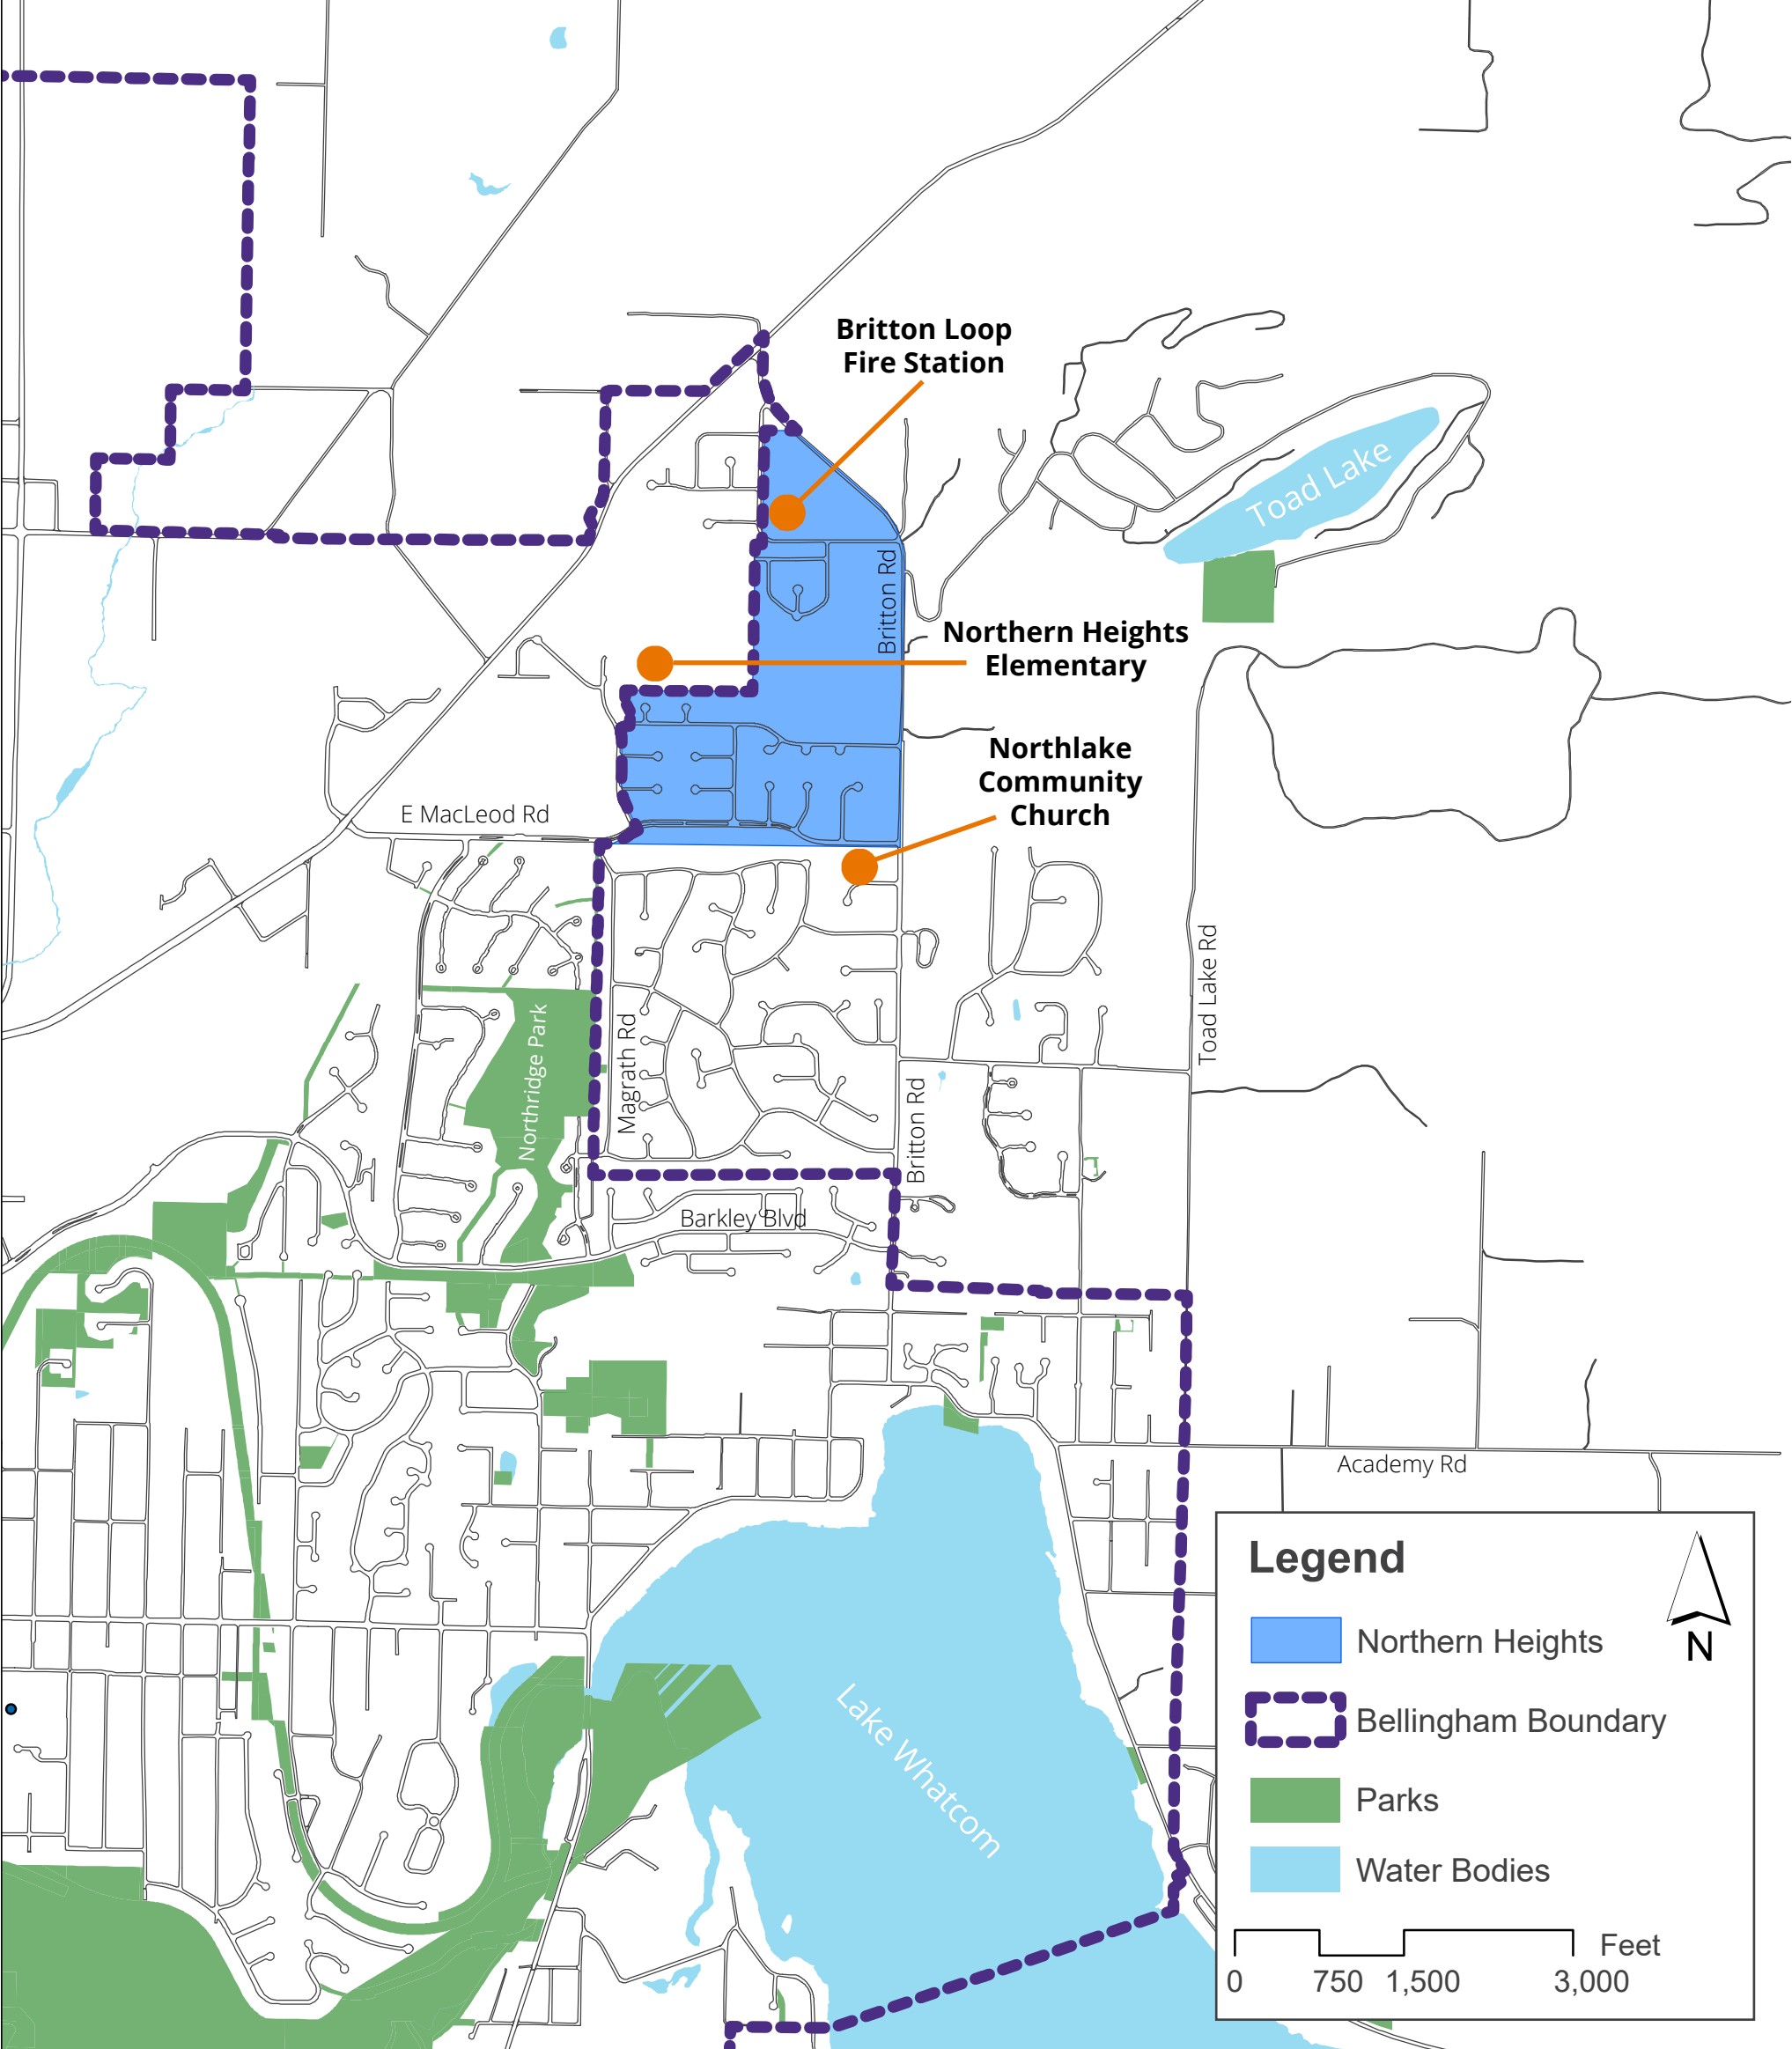 Britton Loop
Fire Station
Toad Lake
Britton Rd
Northern Heights
Elementary
Northlake
Community
Church
E MacLeod Rd
Toad Lake Rd
Northridge Park
Magrath Rd
Britton Rd
Barkley Blvd
Academy Rd
Lake Whatcom
Legend
N
Northern Heights
Bellingham Boundary
Parks
Water Bodies
Feet
0 750 1,500 3,000